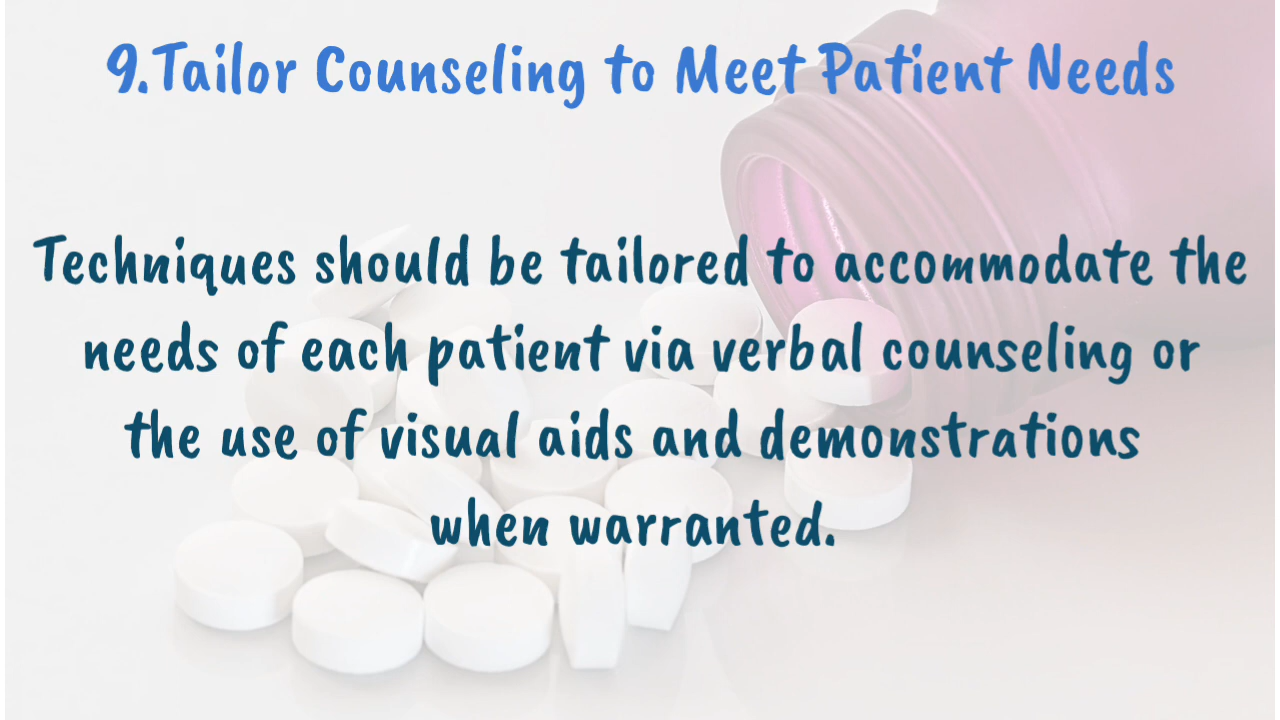 9.Tailor Counseling to Meet Patient Needs
Techniques should be tailored to accommodate the
needs of each patient via verbal counseling or
the use of visual aids and demonstrations
when warranted.